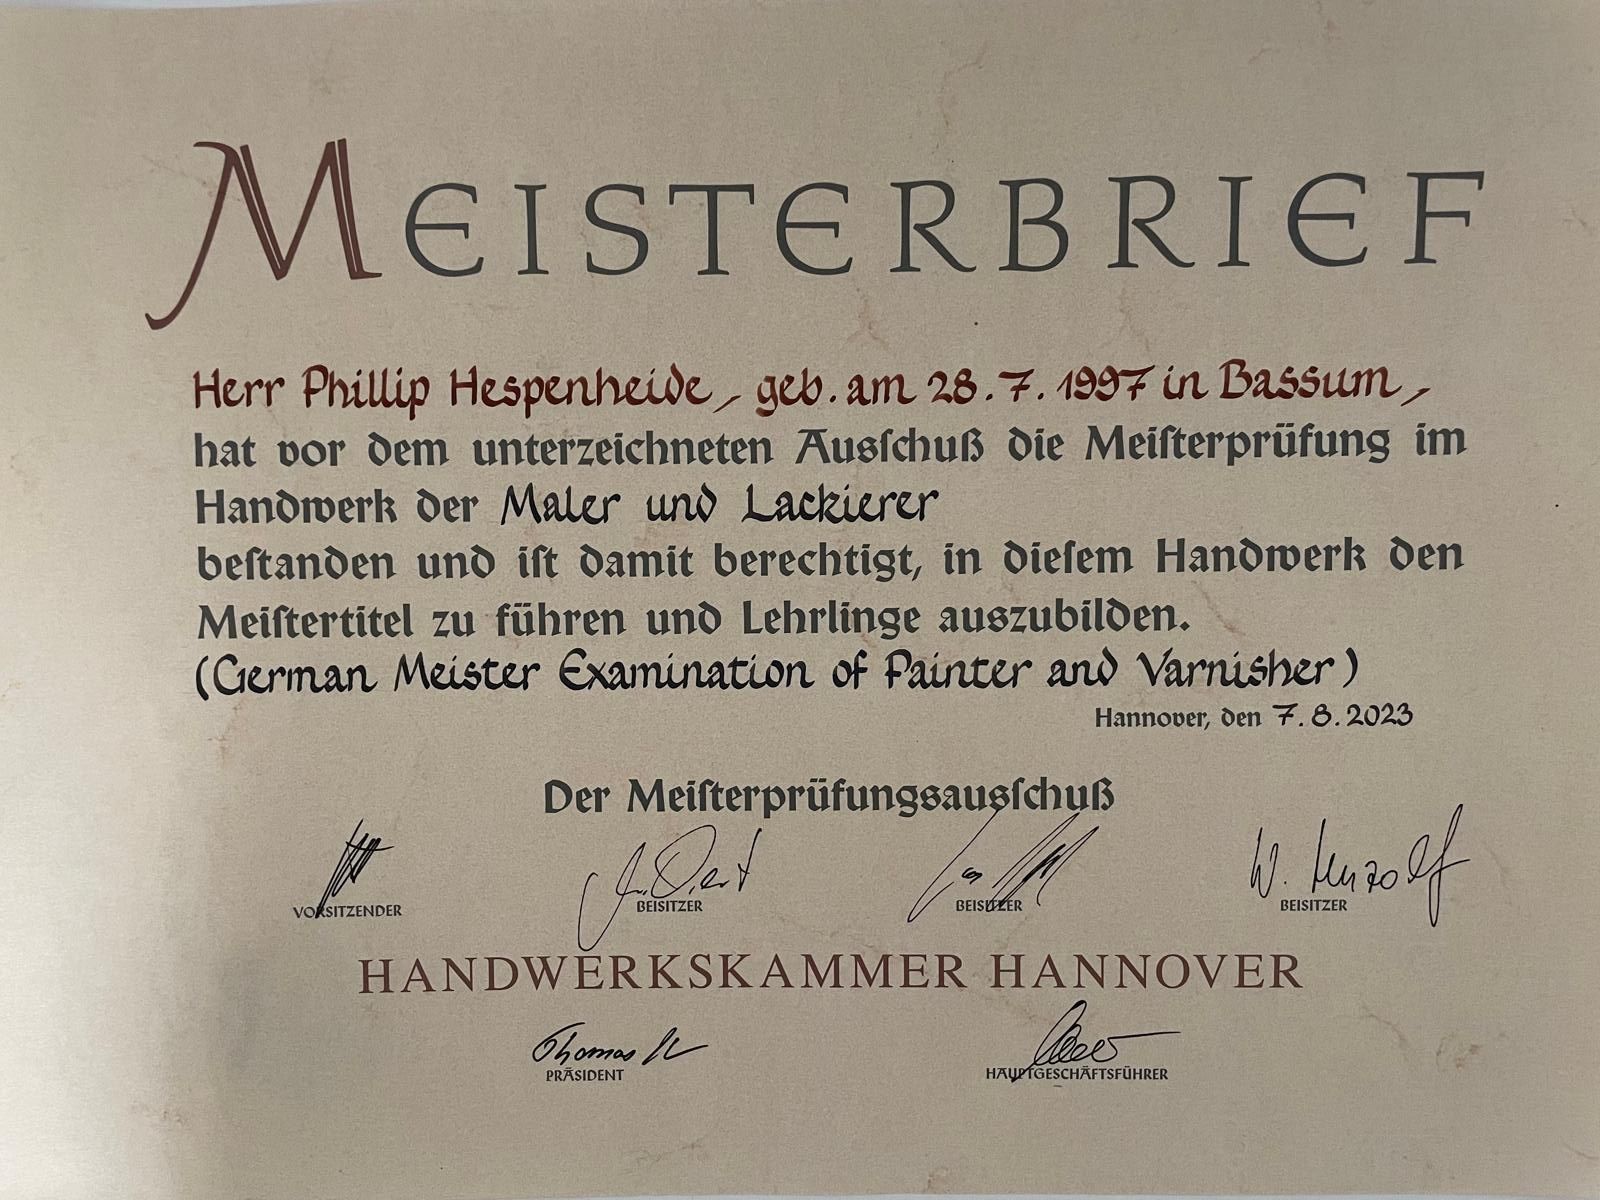 MEISTERBRIEF
Herr Phillip Hespenheide, geb. am 28.7.1997 in Bassum,
hat vor dem unterzeichneten Ausſchuß die Meiſterprüfung im
Handwerk der Maler und Lackierer
beſtanden und iſt damit berechtigt, in dieſem Handwerk den
Meiſtertitel zu führen und Lehrlinge auszubilden.
(German Meister Examination of Painter and Varnisher)
Hannover, den 7.8.2023
Der Meiſterprüfungsausſchuß
VORSITZENDER BEISITZER BEISITZER W. BEISITZER
HANDWERKSKAMMER HANNOVER
Thomas
PRÄSIDENT HAUPTGESCHÄFTSFÜHRER